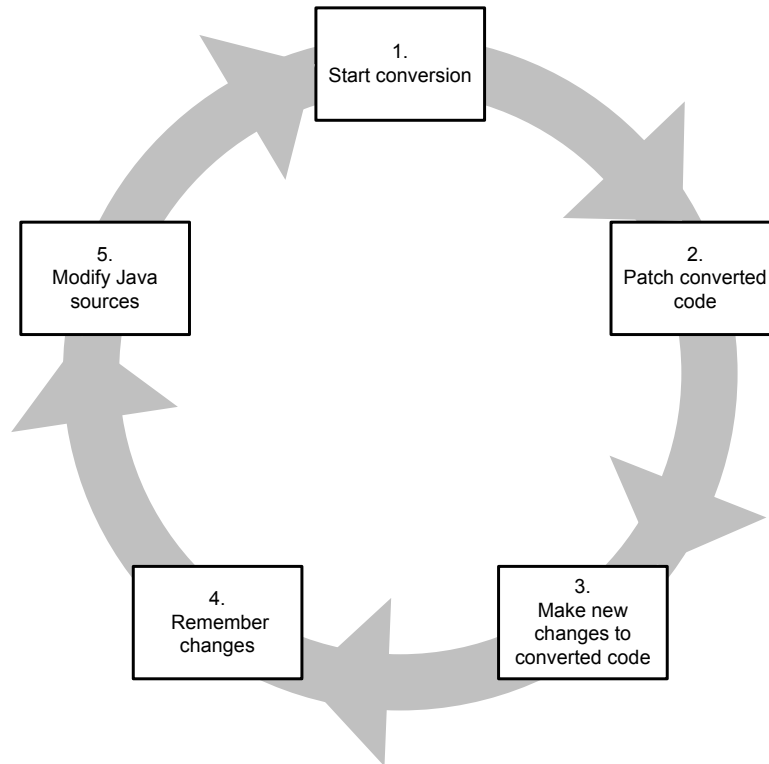 1.
Start conversion
2.
Patch converted
code
3.
Make new
changes to
converted code
4.
Remember
changes
5.
Modify Java
sources